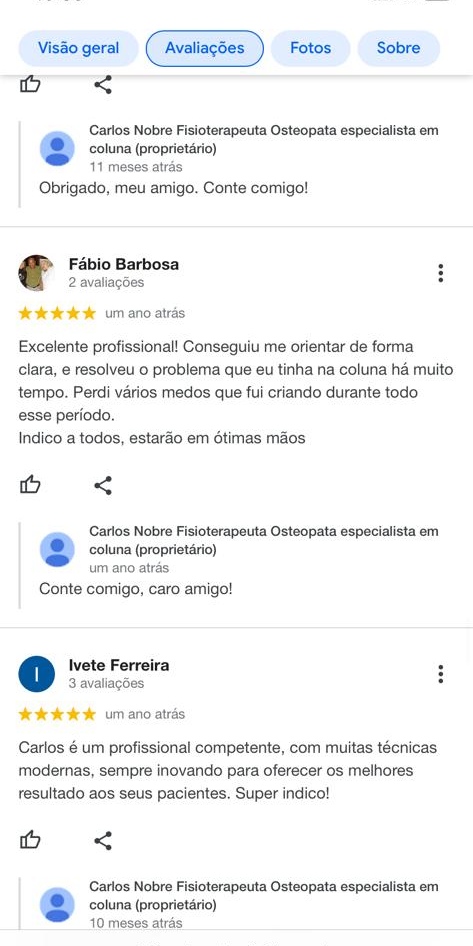 Visão geral
Avaliações
Fotos
Sobre
Carlos Nobre Fisioterapeuta Osteopata especialista em
coluna (proprietário)
11 meses atrás
Obrigado, meu amigo. Conte comigo!
Fábio Barbosa
2 avaliações
um ano atrás
Excelente profissional! Conseguiu me orientar de forma
clara, e resolveu o problema que eu tinha na coluna há muito
tempo. Perdi vários medos que fui criando durante todo
esse período.
Indico a todos, estarão em ótimas mãos
Carlos Nobre Fisioterapeuta Osteopata especialista em
coluna (proprietário)
um ano atrás
Conte comigo, caro amigo!
I
Ivete Ferreira
3 avaliações
um ano atrás
Carlos é um profissional competente, com muitas técnicas
modernas, sempre inovando para oferecer os melhores
resultado aos seus pacientes. Super indico!
Carlos Nobre Fisioterapeuta Osteopata especialista em
coluna (proprietário)
10 meses atrás